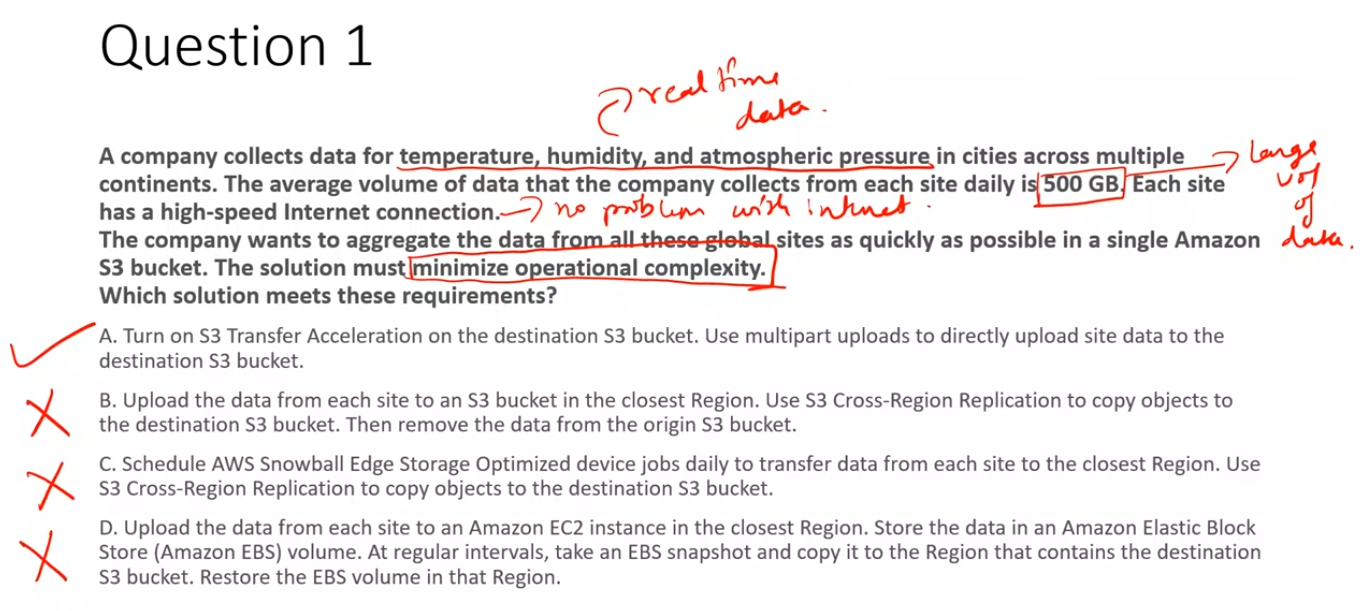 Question 1
real time
data.
A company collects data for temperature, humidity, and atmospheric pressure in cities across multiple
continents. The average volume of data that the company collects from each site daily is 500 GB. Each site
has a high-speed Internet connection.
Large
vol
of
data.
no problem with internet.
The company wants to aggregate the data from all these global sites as quickly as possible in a single Amazon
S3 bucket. The solution must minimize operational complexity.
Which solution meets these requirements?
A. Turn on S3 Transfer Acceleration on the destination S3 bucket. Use multipart uploads to directly upload site data to the
destination S3 bucket.
B. Upload the data from each site to an S3 bucket in the closest Region. Use S3 Cross-Region Replication to copy objects to
the destination S3 bucket. Then remove the data from the origin S3 bucket.
C. Schedule AWS Snowball Edge Storage Optimized device jobs daily to transfer data from each site to the closest Region. Use
S3 Cross-Region Replication to copy objects to the destination S3 bucket.
D. Upload the data from each site to an Amazon EC2 instance in the closest Region. Store the data in an Amazon Elastic Block
Store (Amazon EBS) volume. At regular intervals, take an EBS snapshot and copy it to the Region that contains the destination
S3 bucket. Restore the EBS volume in that Region.